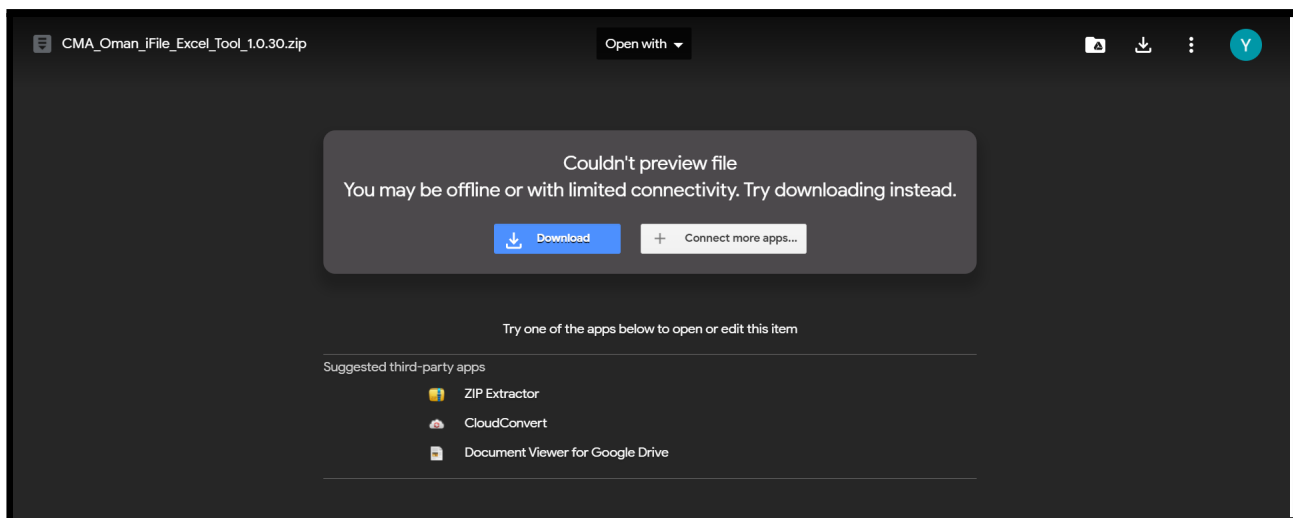 CMA_Oman_iFile_Excel_Tool_1.0.30.zip
Open with
Y
Couldn't preview file
You may be offline or with limited connectivity. Try downloading instead.
Download
+ Connect more apps...
Try one of the apps below to open or edit this item
Suggested third-party apps
ZIP Extractor
CloudConvert
Document Viewer for Google Drive